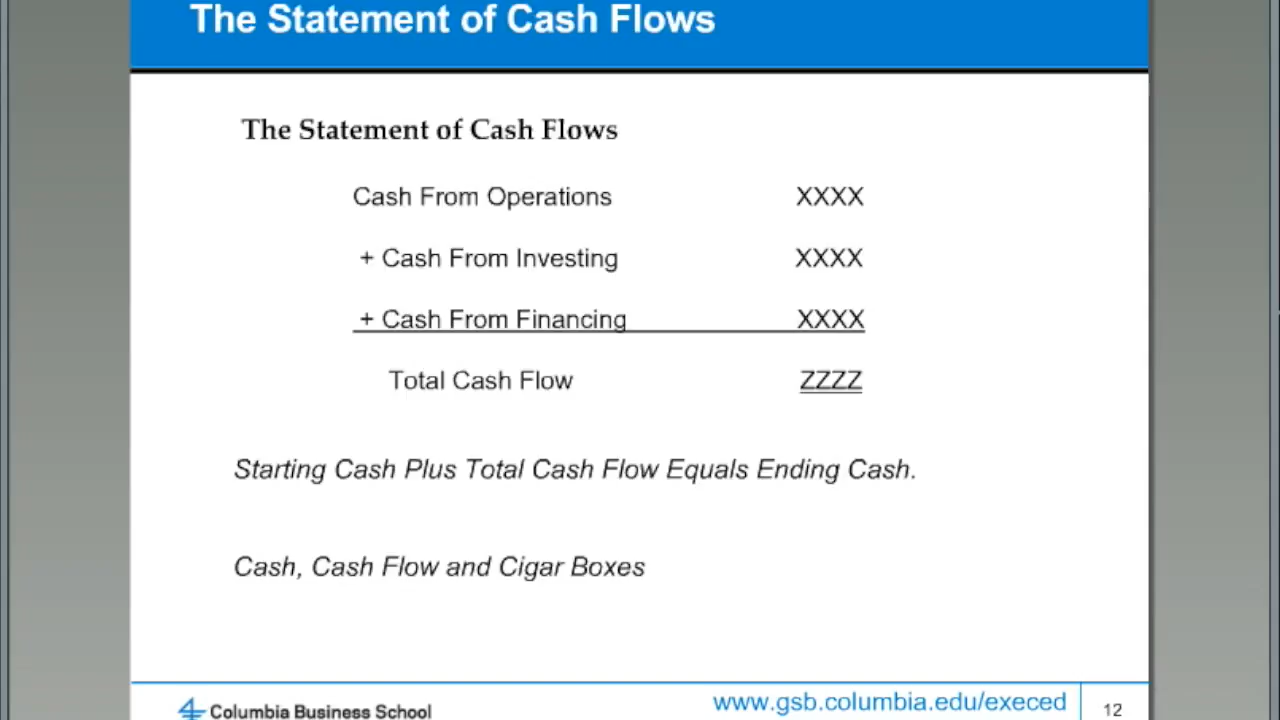 The Statement of Cash Flows
The Statement of Cash Flows
Cash From Operations XXXX
+ Cash From Investing XXXX
+ Cash From Financing XXXX
Total Cash Flow ZZZZ
Starting Cash Plus Total Cash Flow Equals Ending Cash.
Cash, Cash Flow and Cigar Boxes
Columbia Business School www.gsb.columbia.edu/execed 12